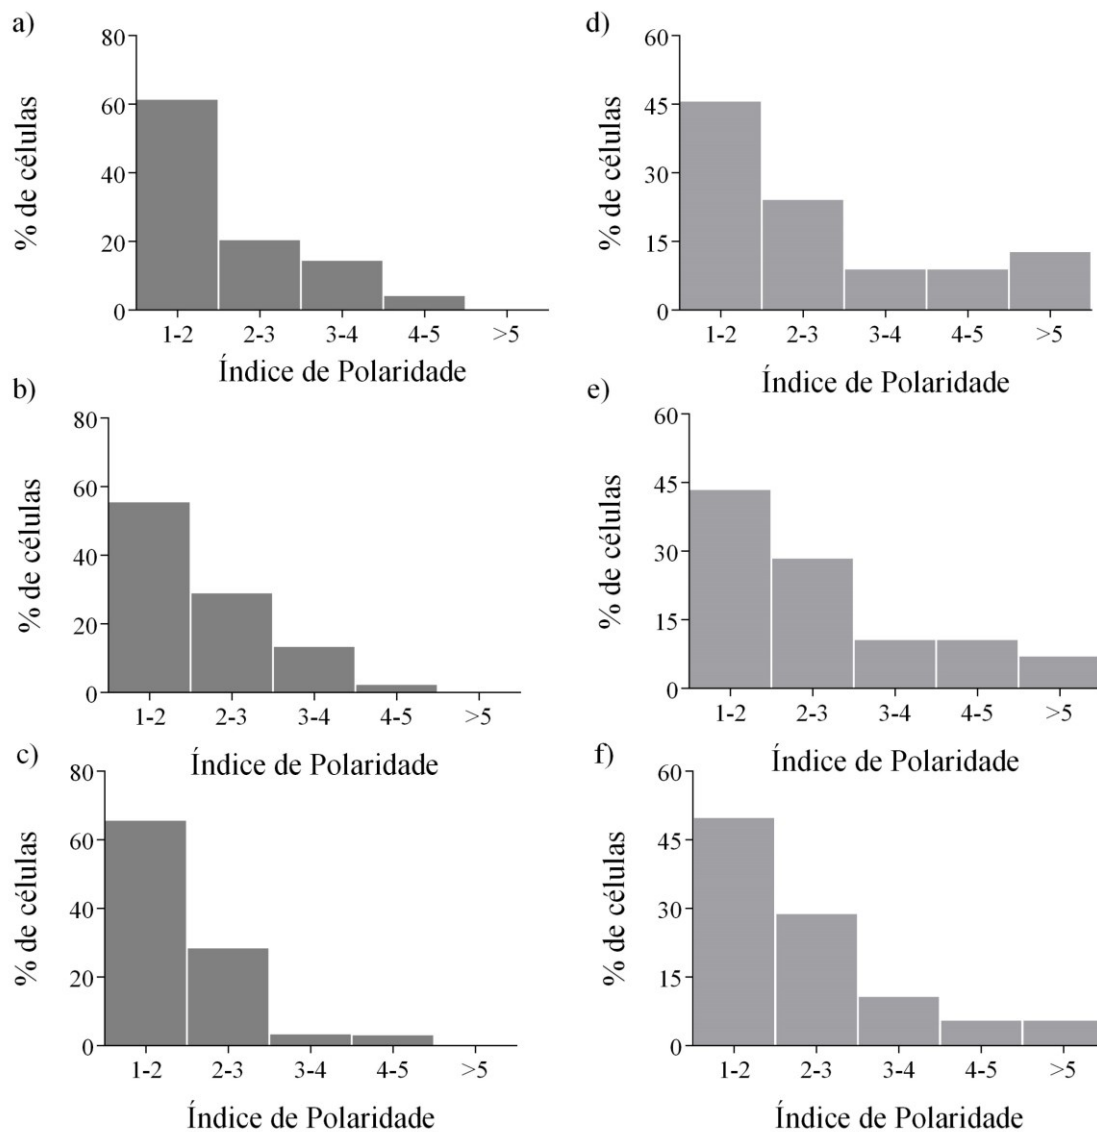 a)
80
60
40
20
0
% de células
1-2 2-3 3-4 4-5 >5
Índice de Polaridade
b)
80
60
40
20
0
% de células
1-2 2-3 3-4 4-5 >5
Índice de Polaridade
c)
80
60
40
20
0
% de células
1-2 2-3 3-4 4-5 >5
Índice de Polaridade
d)
60
45
30
15
0
% de células
1-2 2-3 3-4 4-5 >5
Índice de Polaridade
e)
60
45
30
15
0
% de células
1-2 2-3 3-4 4-5 >5
Índice de Polaridade
f)
60
45
30
15
0
% de células
1-2 2-3 3-4 4-5 >5
Índice de Polaridade